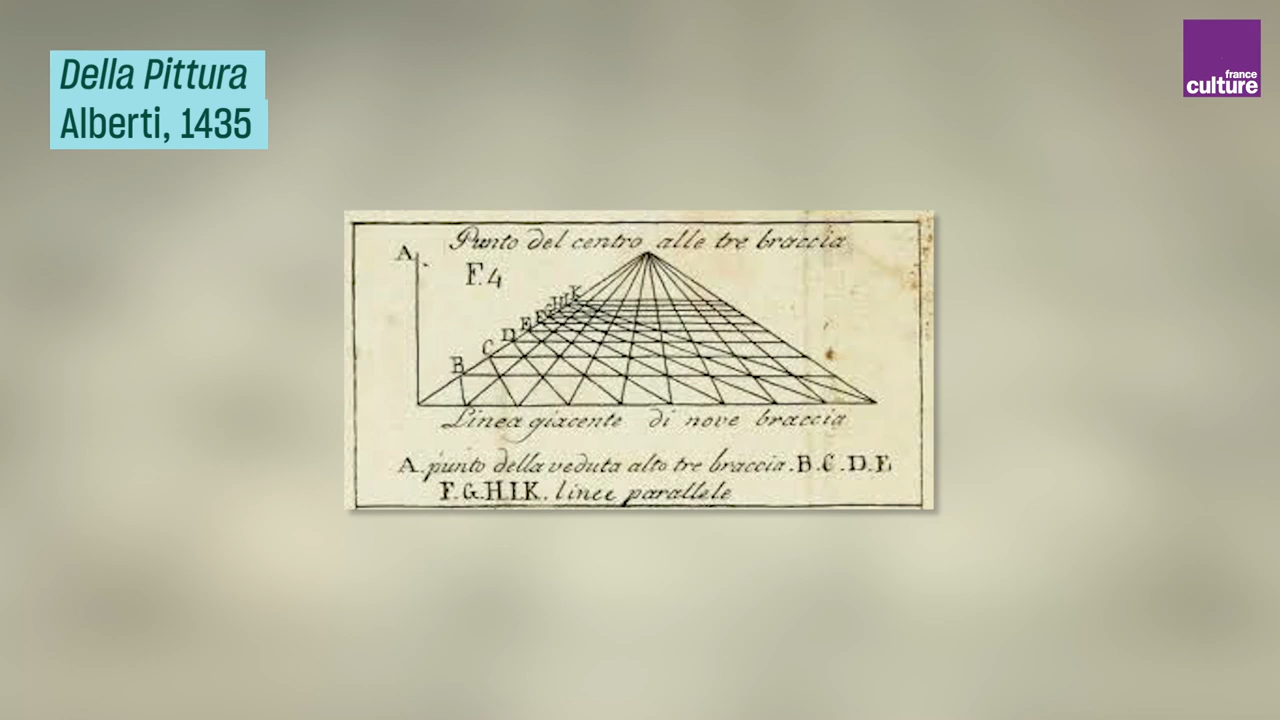 Della Pittura
Alberti, 1435
france
culture
Punto del centro alle tre braccia
A
F.4
K
I
H
G
F
E
D
C
B
Linea giacente di nove braccia
A. punto della veduta alto tre braccia. B.C.D.E
F.G.H.I.K. linee parallele